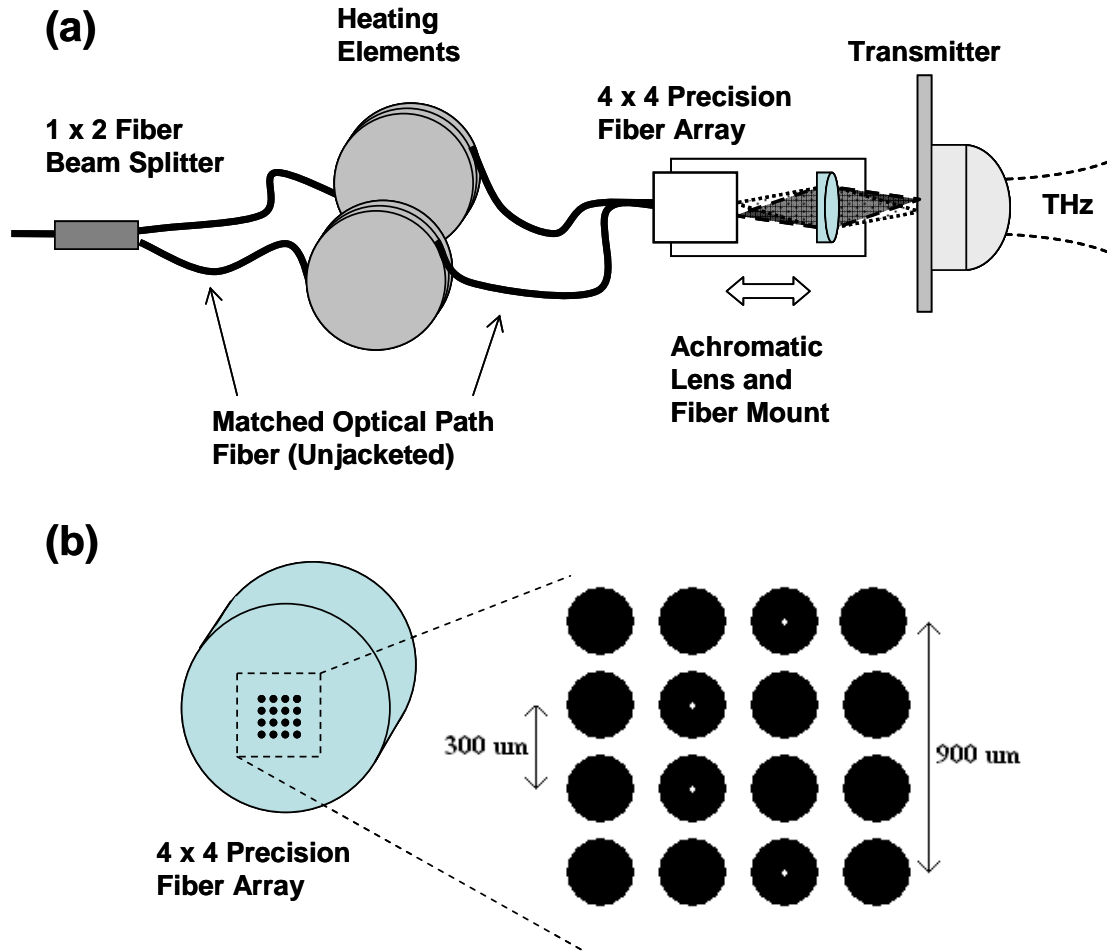 (a)
Heating
Elements
Transmitter
4 x 4 Precision
Fiber Array
1 x 2 Fiber
Beam Splitter
THz
Achromatic
Lens and
Fiber Mount
Matched Optical Path
Fiber (Unjacketed)
(b)
300 um
900 um
4 x 4 Precision
Fiber Array